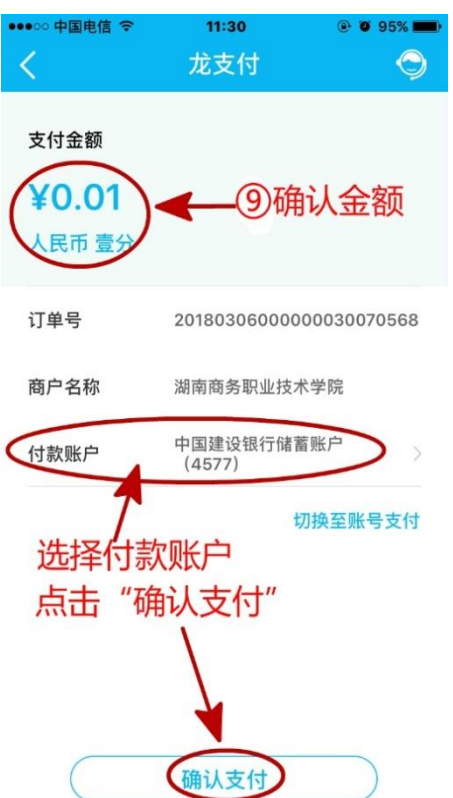 ●●●○○ 中国电信 11:30 95%
龙支付
支付金额
¥0.01
⑨确认金额
人民币 壹分
订单号 20180306000000030070568
商户名称 湖南商务职业技术学院
付款账户 中国建设银行储蓄账户
（4577）
切换至账号支付
选择付款账户
点击“确认支付”
确认支付